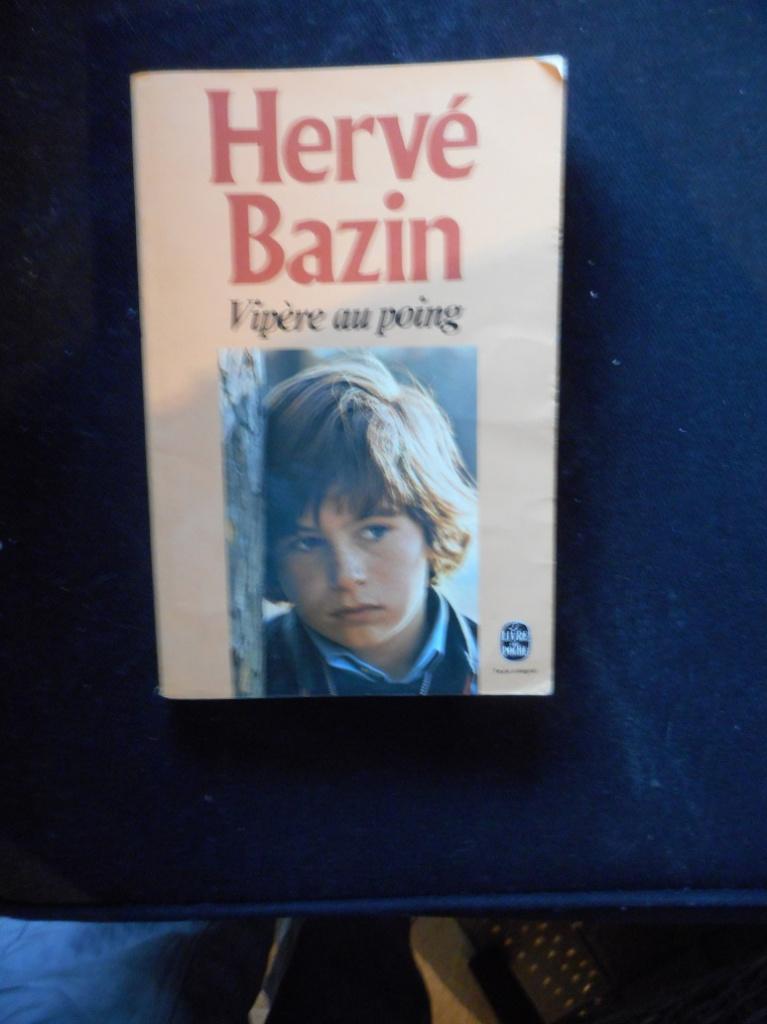 Hervé
Bazin
Vipère au poing
Le
LIVRE
de
POCHE